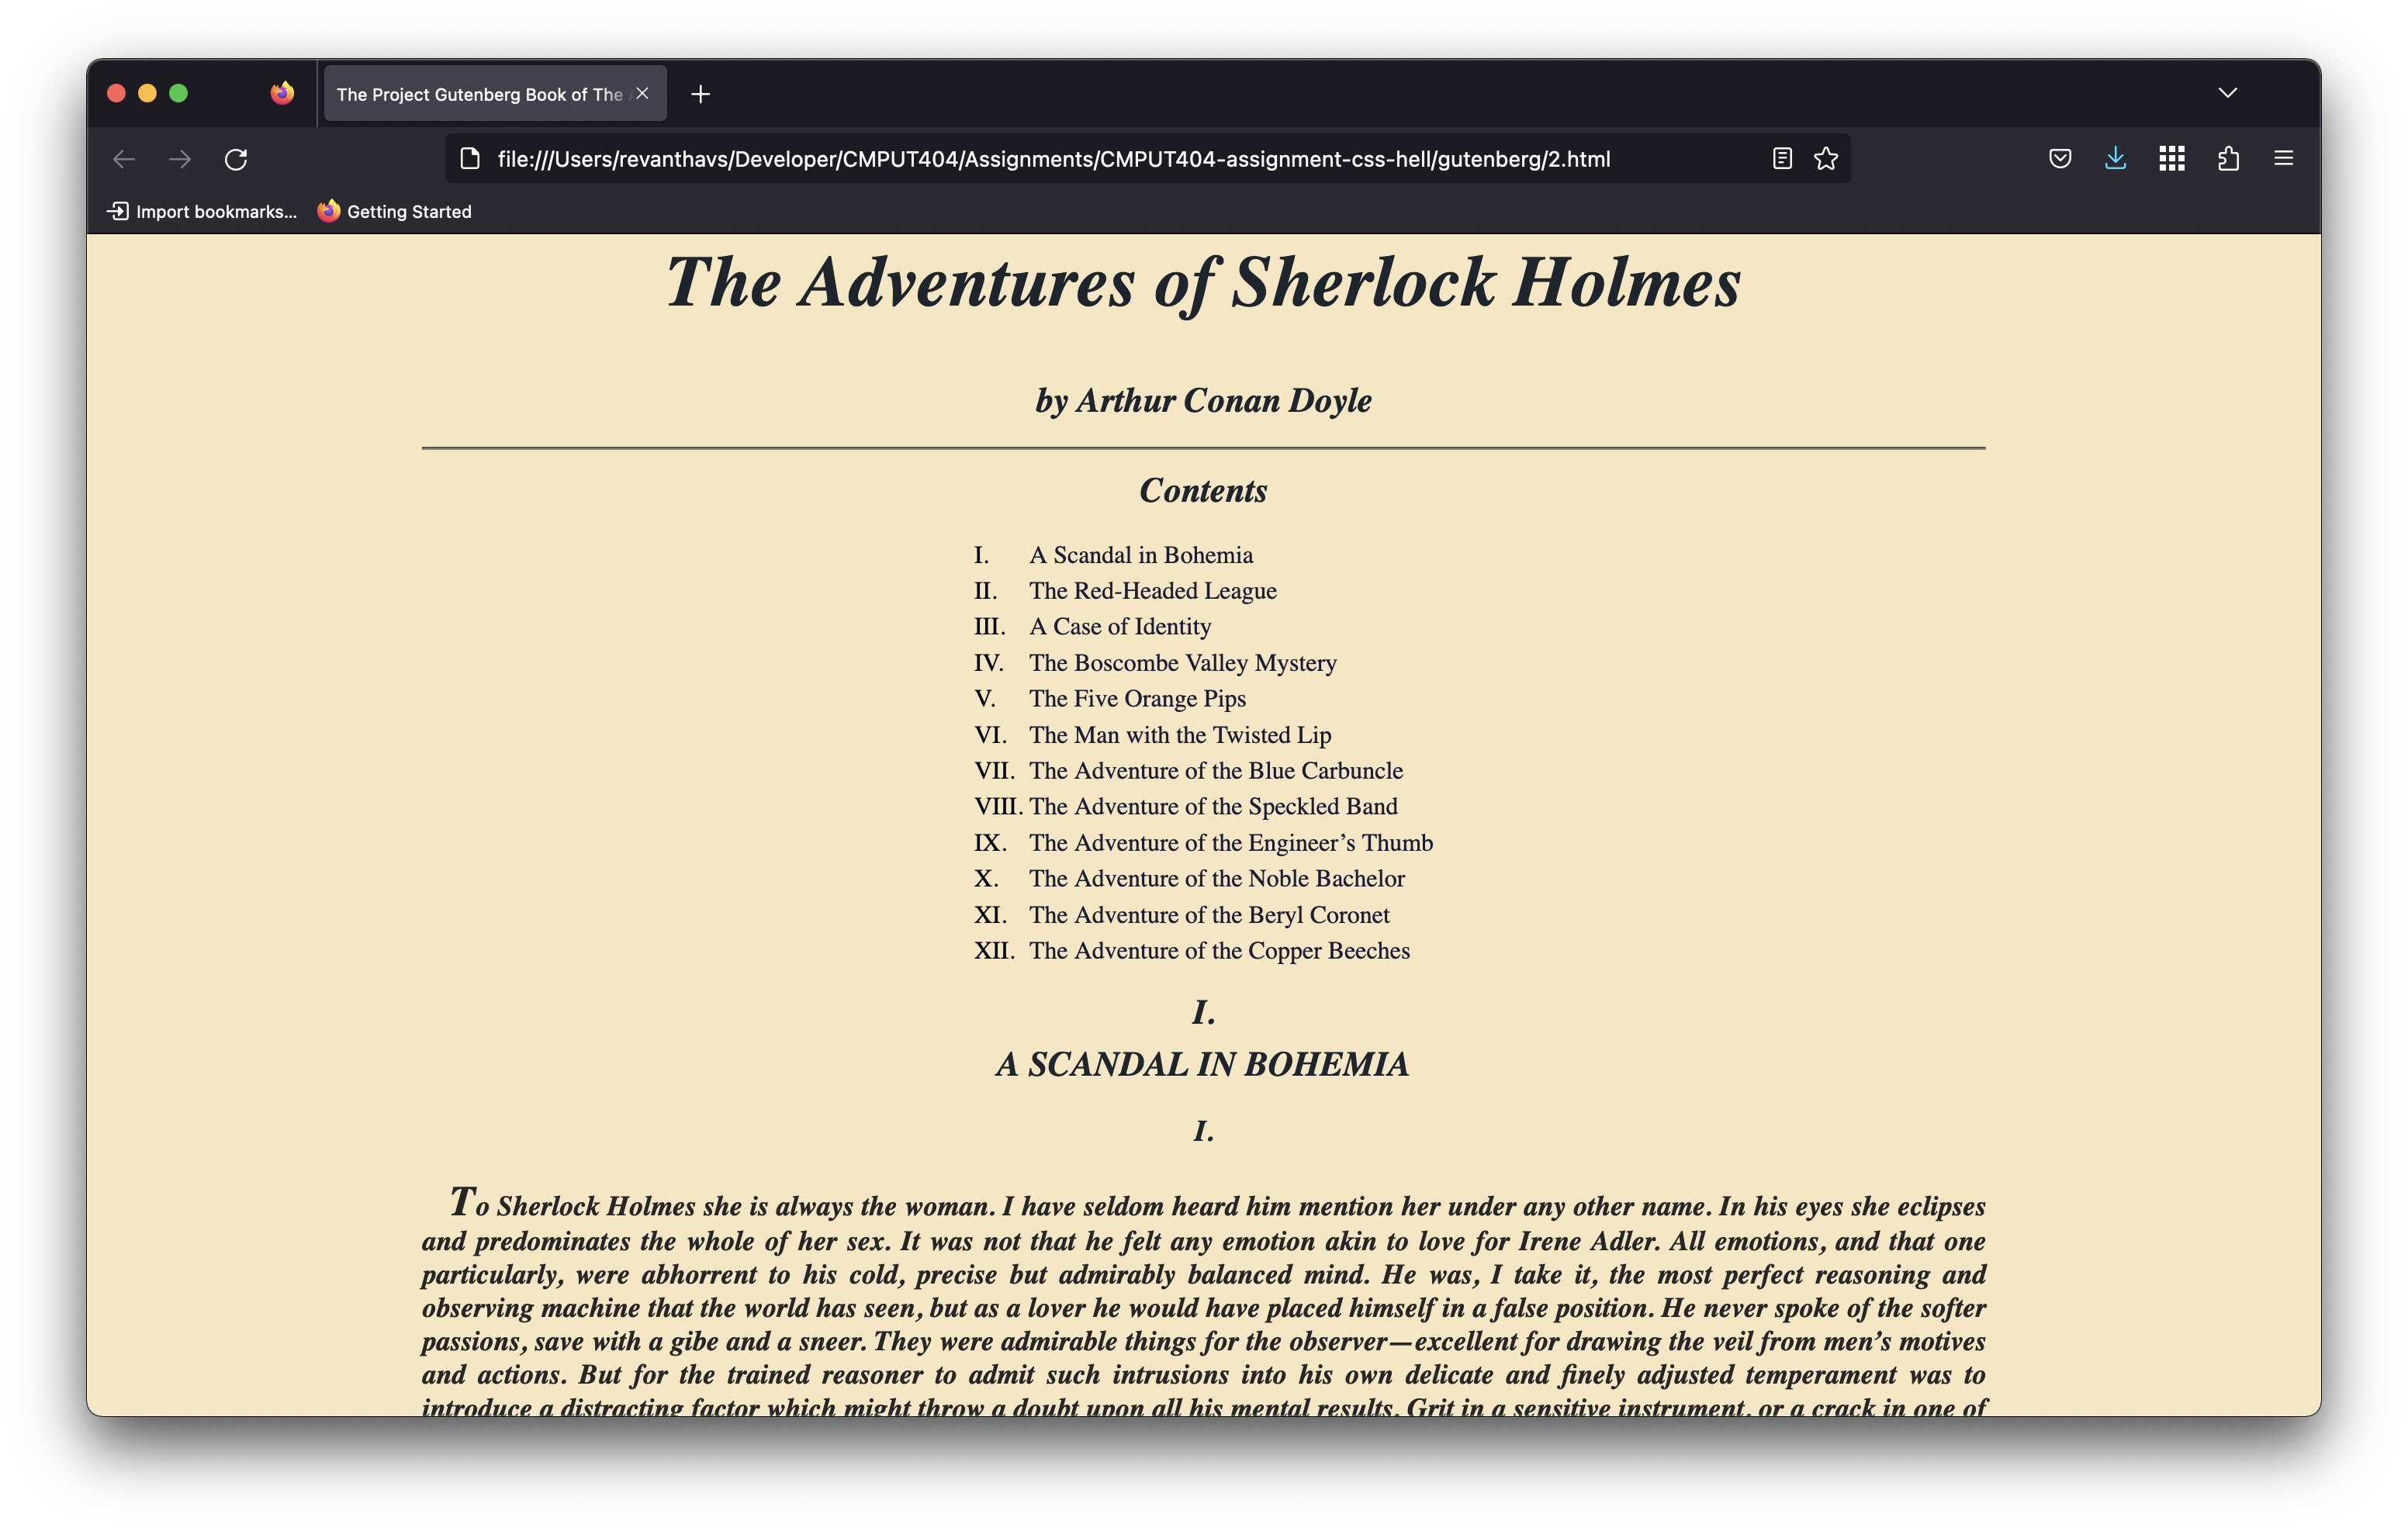 The Project Gutenberg Book of The
file:///Users/revanthavs/Developer/CMPUT404/Assignments/CMPUT404-assignment-css-hell/gutenberg/2.html
Import bookmarks... Getting Started
The Adventures of Sherlock Holmes
by Arthur Conan Doyle
Contents
I. A Scandal in Bohemia
II. The Red-Headed League
III. A Case of Identity
IV. The Boscombe Valley Mystery
V. The Five Orange Pips
VI. The Man with the Twisted Lip
VII. The Adventure of the Blue Carbuncle
VIII. The Adventure of the Speckled Band
IX. The Adventure of the Engineer’s Thumb
X. The Adventure of the Noble Bachelor
XI. The Adventure of the Beryl Coronet
XII. The Adventure of the Copper Beeches
I.
A SCANDAL IN BOHEMIA
I.
To Sherlock Holmes she is always the woman. I have seldom heard him mention her under any other name. In his eyes she eclipses
and predominates the whole of her sex. It was not that he felt any emotion akin to love for Irene Adler. All emotions, and that one
particularly, were abhorrent to his cold, precise but admirably balanced mind. He was, I take it, the most perfect reasoning and
observing machine that the world has seen, but as a lover he would have placed himself in a false position. He never spoke of the softer
passions, save with a gibe and a sneer. They were admirable things for the observer—excellent for drawing the veil from men’s motives
and actions. But for the trained reasoner to admit such intrusions into his own delicate and finely adjusted temperament was to
introduce a distracting factor which might throw a doubt upon all his mental results. Grit in a sensitive instrument, or a crack in one of